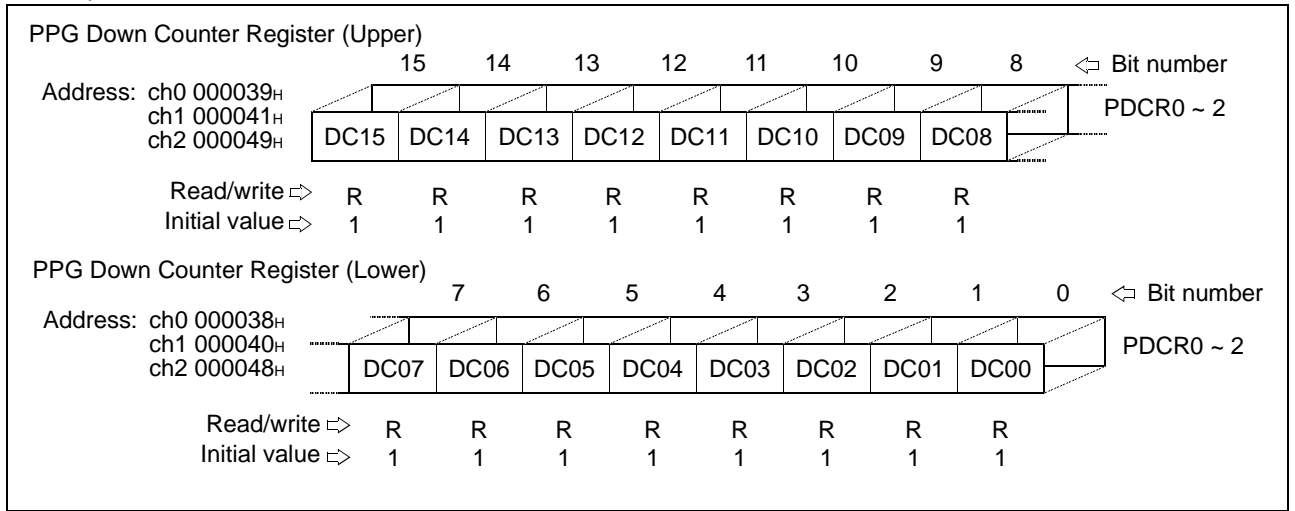 PPG Down Counter Register (Upper)
15 14 13 12 11 10 9 8 ⇦ Bit number
Address: ch0 000039H
ch1 000041H
ch2 000049H
PDCR0 ~ 2
DC15 DC14 DC13 DC12 DC11 DC10 DC09 DC08
Read/write ⇨ R R R R R R R R
Initial value ⇨ 1 1 1 1 1 1 1 1
PPG Down Counter Register (Lower)
7 6 5 4 3 2 1 0 ⇦ Bit number
Address: ch0 000038H
ch1 000040H
ch2 000048H
PDCR0 ~ 2
DC07 DC06 DC05 DC04 DC03 DC02 DC01 DC00
Read/write ⇨ R R R R R R R R
Initial value ⇨ 1 1 1 1 1 1 1 1